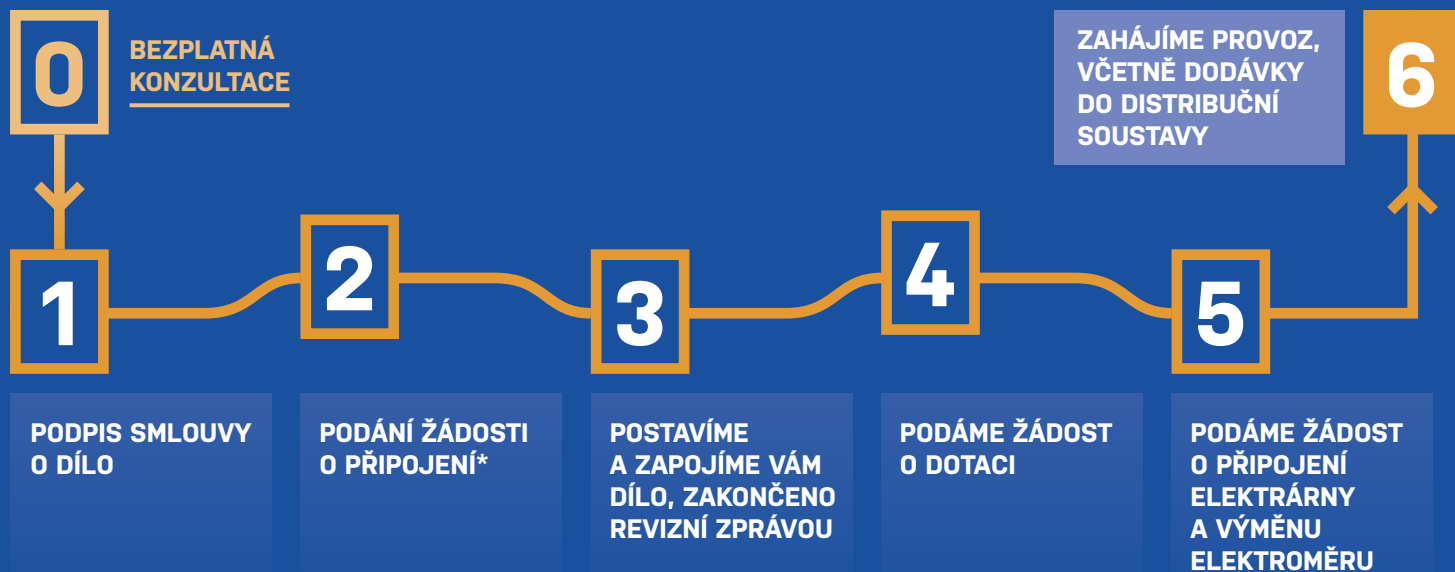 0
BEZPLATNÁ
KONZULTACE
1
PODPIS SMLOUVY
O DÍLO
2
PODÁNÍ ŽÁDOSTI
O PŘIPOJENÍ*
3
POSTAVÍME
A ZAPOJÍME VÁM
DÍLO, ZAKONČENO
REVIZNÍ ZPRÁVOU
4
PODÁME ŽÁDOST
O DOTACI
5
PODÁME ŽÁDOST
O PŘIPOJENÍ
ELEKTRÁRNY
A VÝMĚNU
ELEKTROMĚRU
6
ZAHÁJÍME PROVOZ,
VČETNĚ DODÁVKY
DO DISTRIBUČNÍ
SOUSTAVY